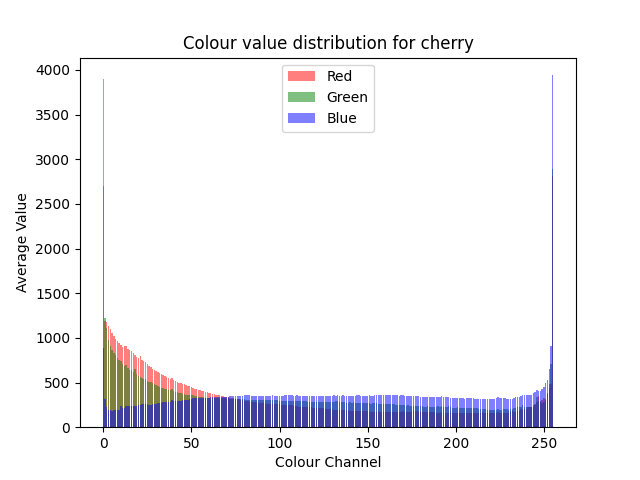 Colour value distribution for cherry
Red
Green
Blue
4000
3500
3000
2500
2000
1500
1000
500
0
Average Value
0 50 100 150 200 250
Colour Channel